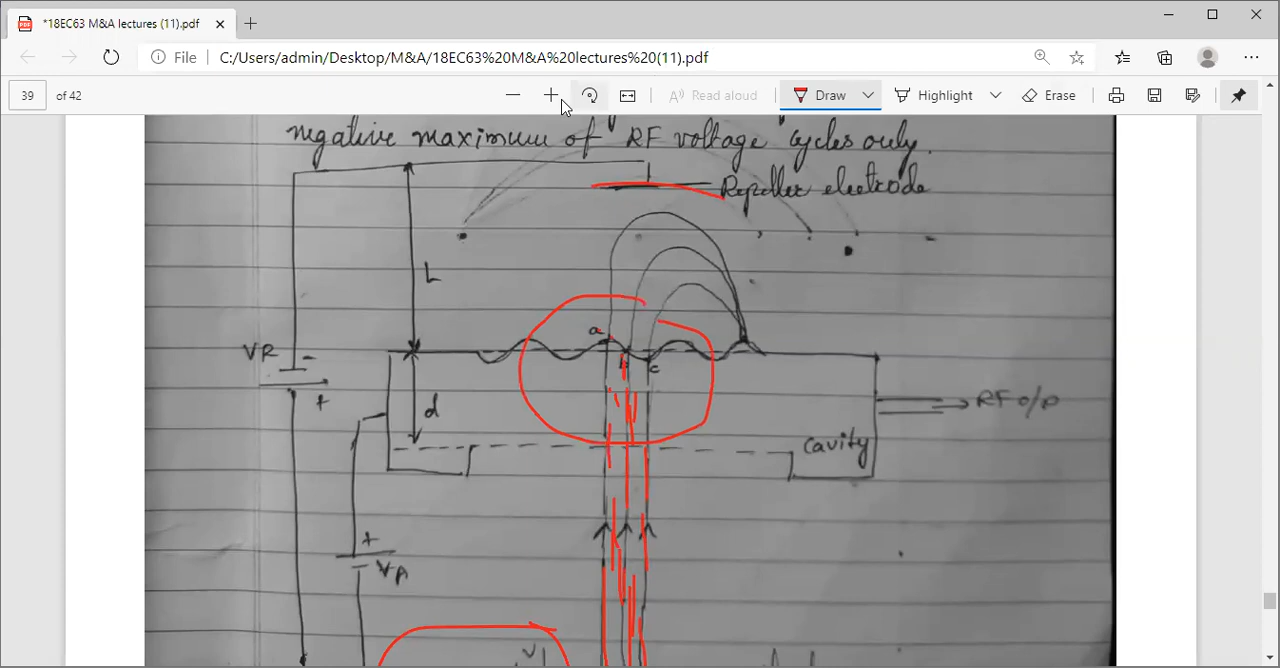 *18EC63 M&A lectures (11).pdf
File
C:/Users/admin/Desktop/M&A/18EC63%20M&A%20lectures%20(11).pdf
39 of 42
Read aloud
Draw
Highlight
Erase
negative maximum of RF voltage cycles only.
Repeller electrode
L
a
VR -
b c
+
d
RF o/p
cavity
+
VA